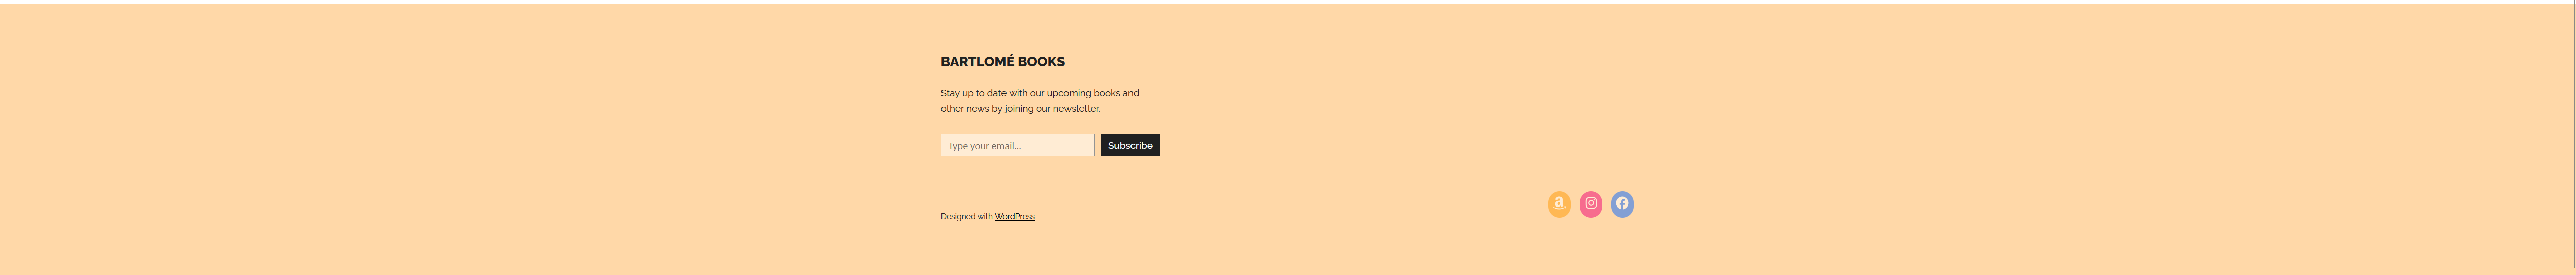 BARTLOMÉ BOOKS
Stay up to date with our upcoming books and
other news by joining our newsletter.
Type your email...
Subscribe
Designed with WordPress